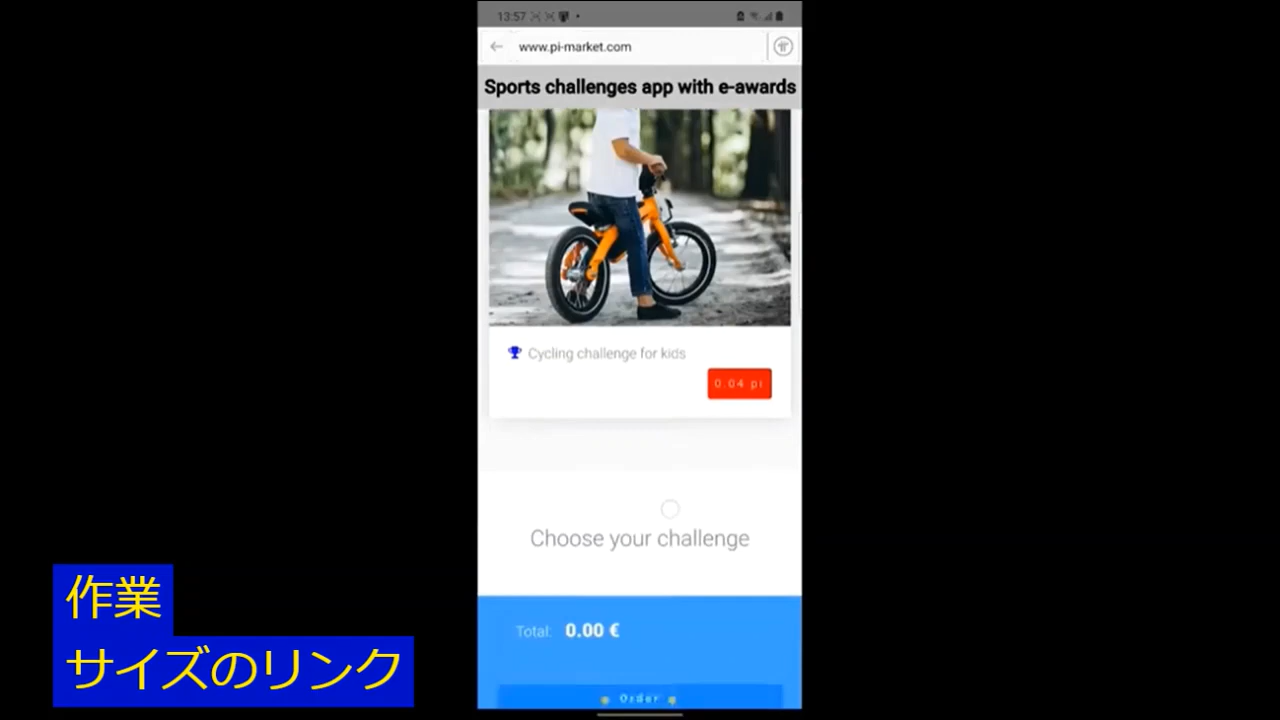 13:57
www.pi-market.com
Sports challenges app with e-awards
Cycling challenge for kids
0.04 pi
Choose your challenge
Total: 0.00 €
Order
作業
サイズのリンク